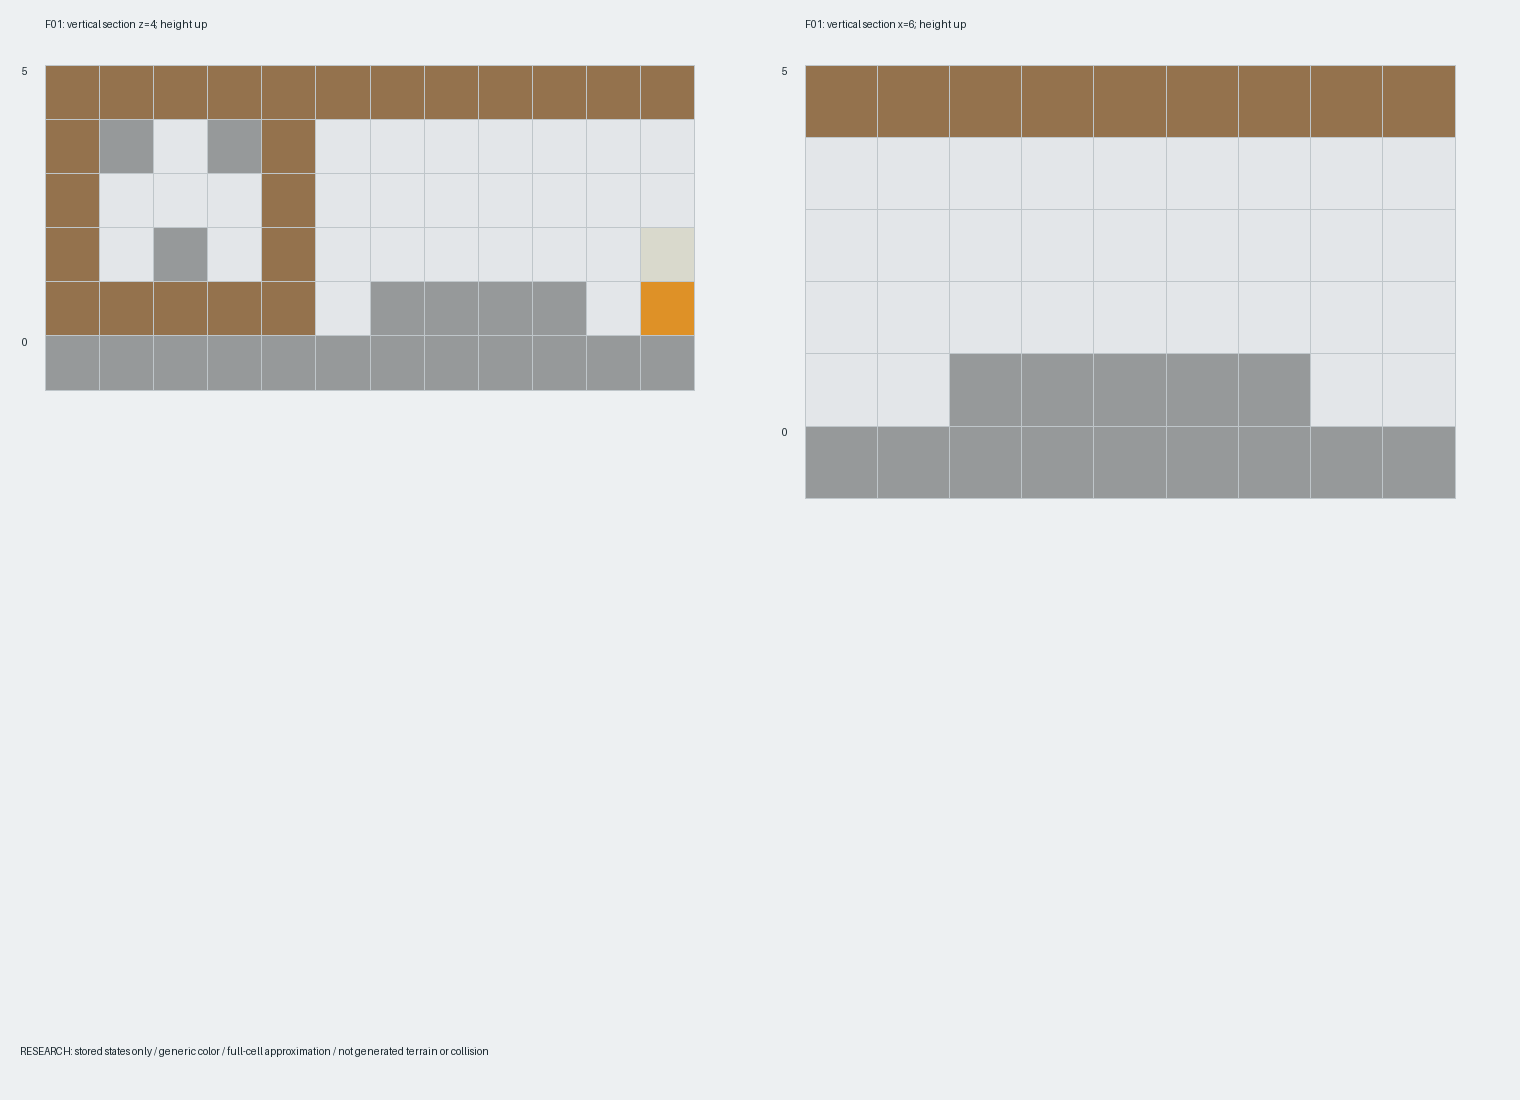 F01: vertical section z=4; height up
F01: vertical section x=6; height up
5
5
0
0
RESEARCH: stored states only / generic color / full-cell approximation / not generated terrain or collision